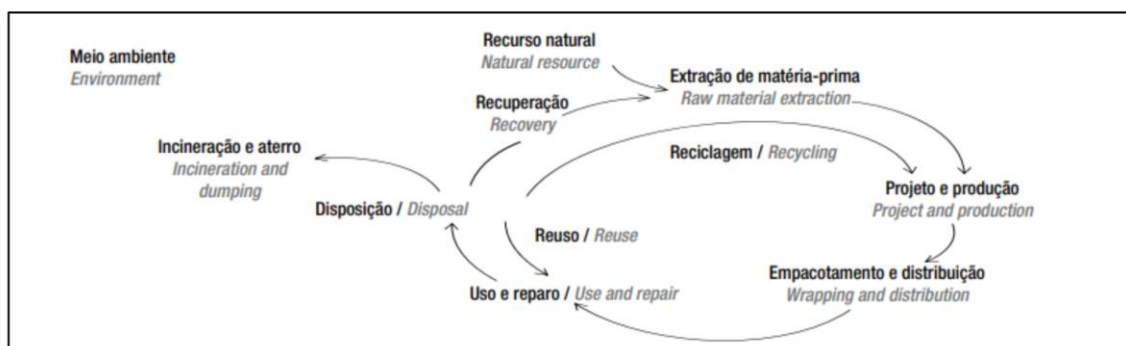 Meio ambiente
Environment
Recurso natural
Natural resource
Extração de matéria-prima
Raw material extraction
Recuperação
Recovery
Incineração e aterro
Incineration and
dumping
Reciclagem / Recycling
Projeto e produção
Project and production
Disposição / Disposal
Reuso / Reuse
Empacotamento e distribuição
Wrapping and distribution
Uso e reparo / Use and repair